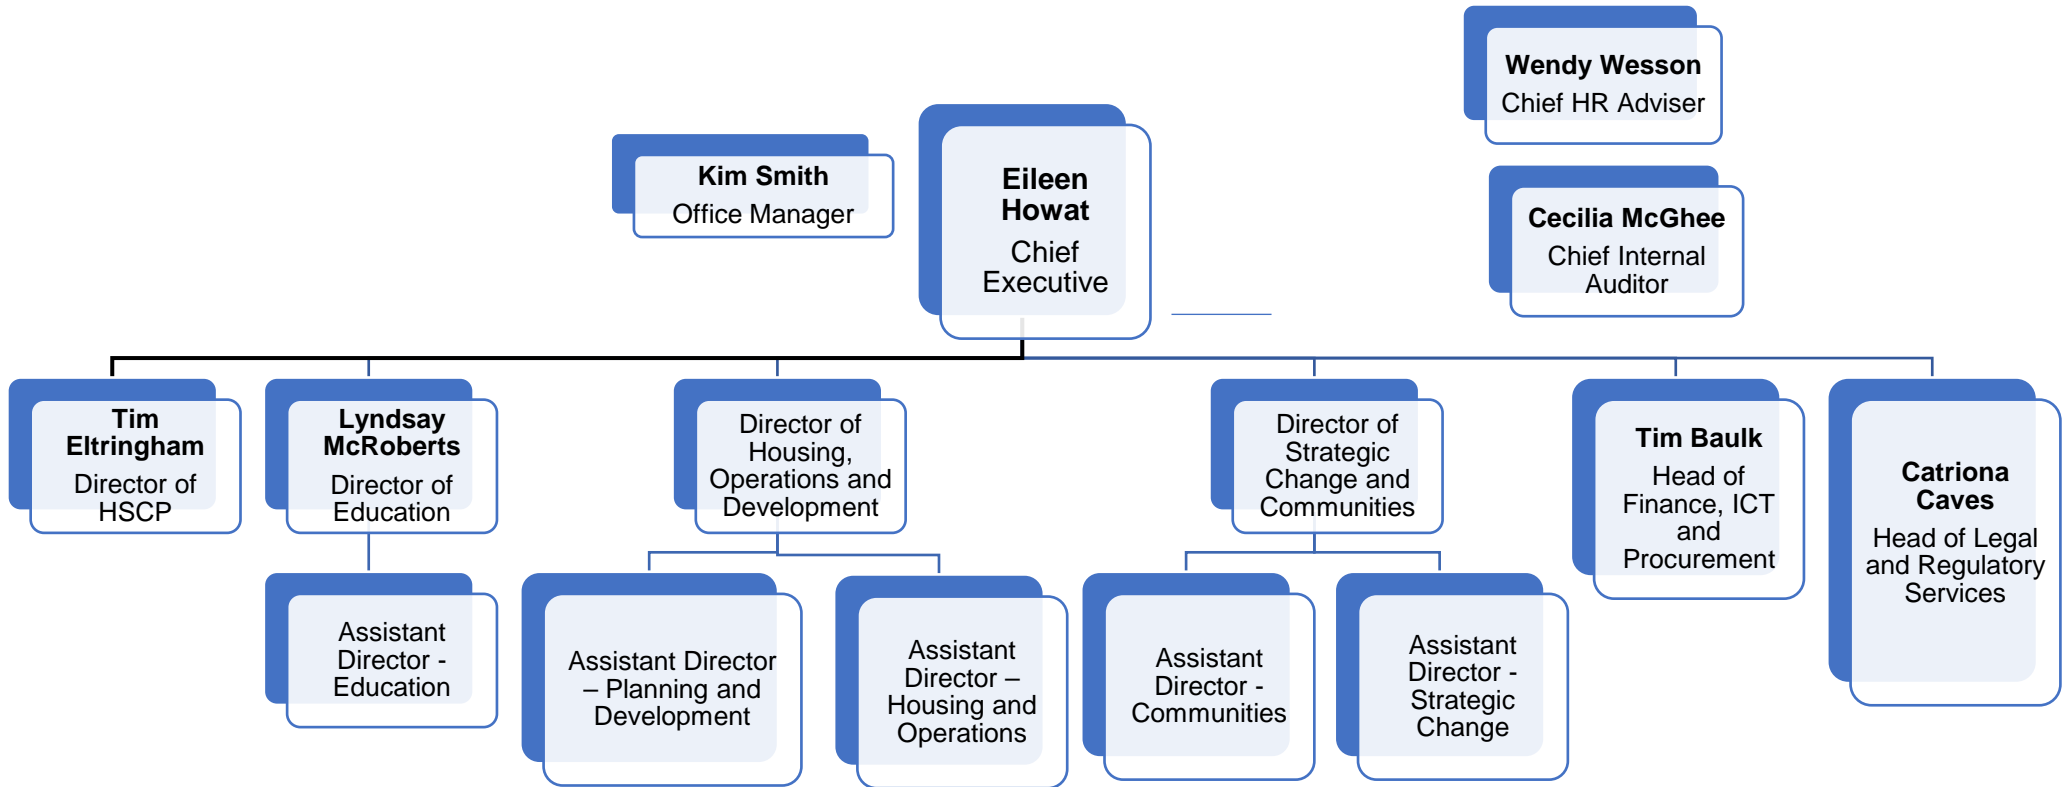 Wendy Wesson
Chief HR Adviser
Kim Smith
Office Manager
Eileen
Howat
Chief
Executive
Cecilia McGhee
Chief Internal
Auditor
Tim
Eltringham
Director of
HSCP
Lyndsay
McRoberts
Director of
Education
Director of
Housing,
Operations and
Development
Director of
Strategic
Change and
Communities
Tim Baulk
Head of
Finance, ICT
and
Procurement
Catriona
Caves
Head of Legal
and Regulatory
Services
Assistant
Director -
Education
Assistant Director
– Planning and
Development
Assistant
Director –
Housing and
Operations
Assistant
Director -
Communities
Assistant
Director -
Strategic
Change